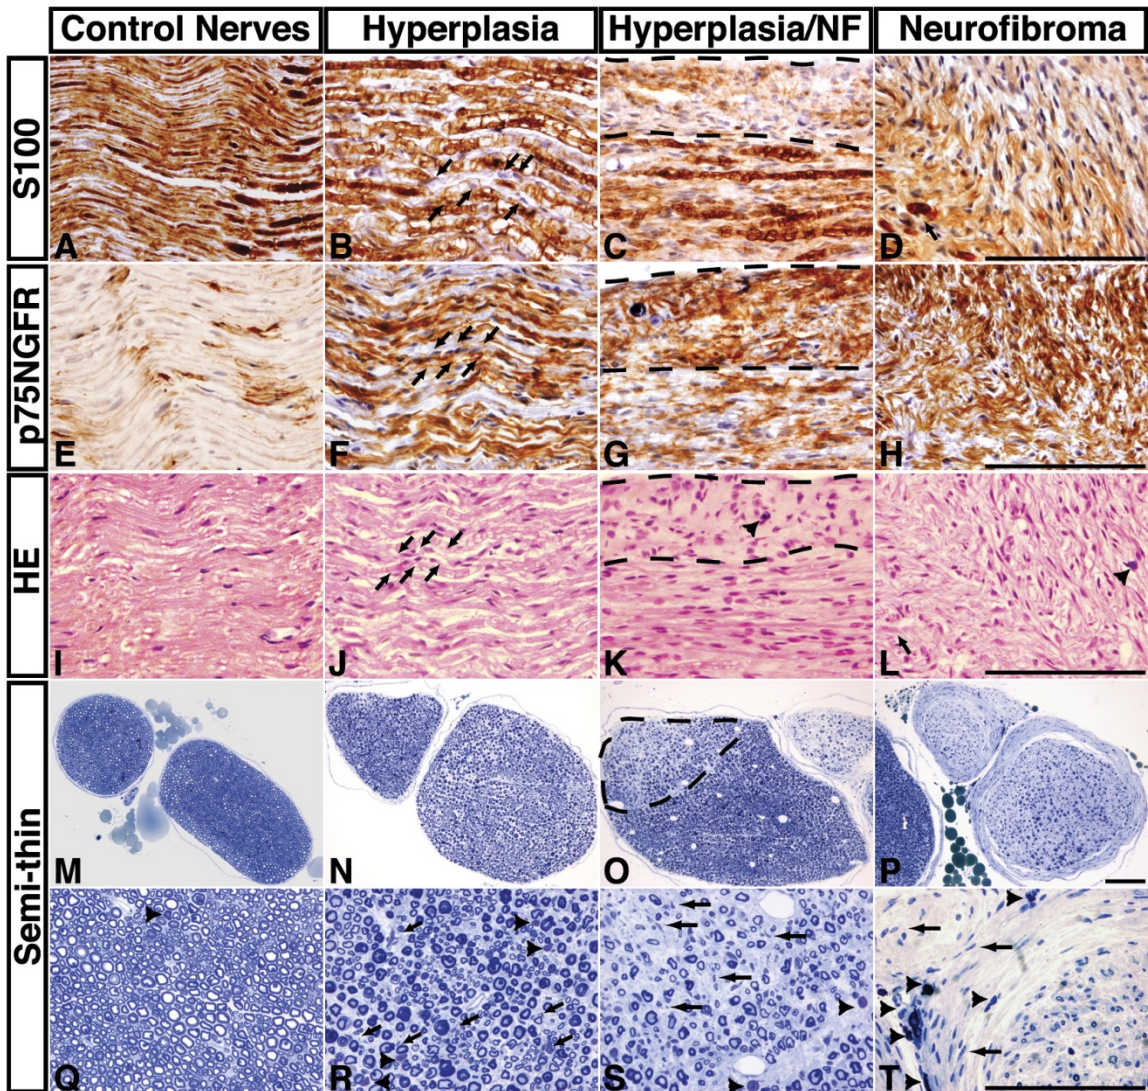 Control Nerves Hyperplasia Hyperplasia/NF Neurofibroma
S100
A B C D
p75NGFR
E F G H
HE
I J K L
Semi-thin
M N O P
Q R S T